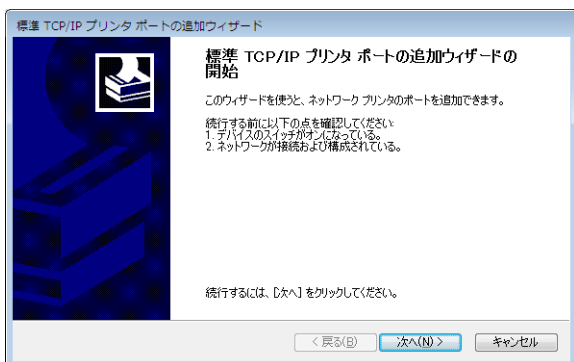 標準 TCP/IP プリンタ ポートの追加ウィザード
標準 TCP/IP プリンタ ポートの追加ウィザードの
開始
このウィザードを使うと、ネットワーク プリンタのポートを追加できます。
続行する前に以下の点を確認してください:
1. デバイスのスイッチがオンになっている。
2. ネットワークが接続および構成されている。
続行するには、[次へ] をクリックしてください。
< 戻る(B)
次へ(N) >
キャンセル